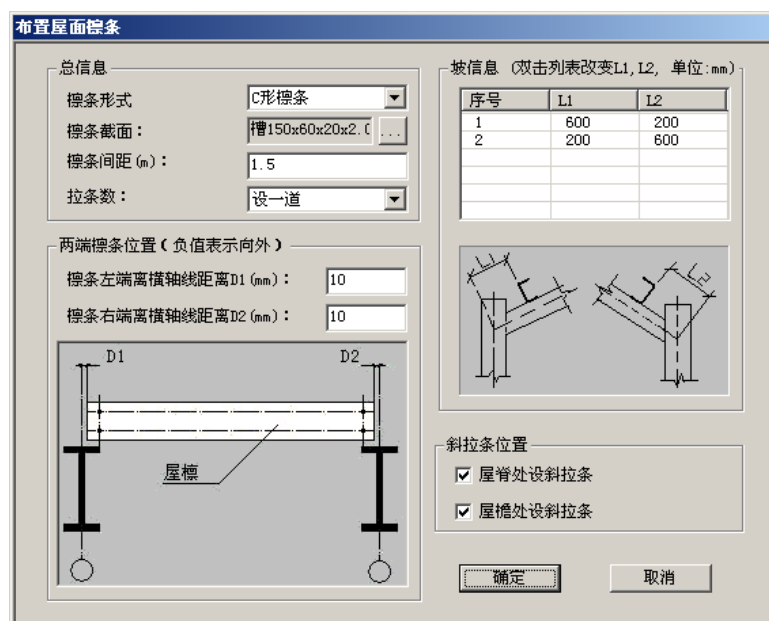 布置屋面檩条
总信息
檩条形式
C形檩条
檩条截面：
槽150x60x20x2.0
...
檩条间距(m)：
1.5
拉条数：
设一道
两端檩条位置(负值表示向外)
檩条左端离横轴线距离D1(mm)：
10
檩条右端离横轴线距离D2(mm)：
10
D1
D2
屋檩
坡信息 (双击列表改变L1,L2, 单位:mm)
序号 L1 L2
1 600 200
2 200 600
L1
L2
斜拉条位置
屋脊处设斜拉条
屋檐处设斜拉条
确定
取消